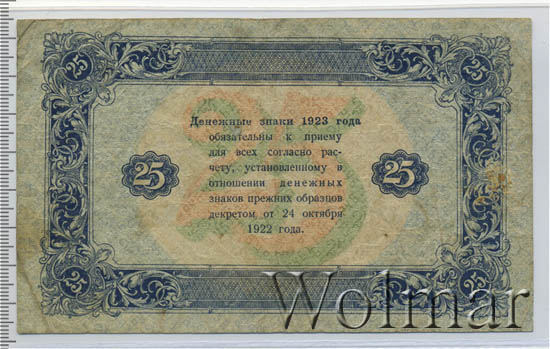 25 25
Денежные знаки 1923 года
обязательны к приему
для всех согласно рас-
чету, установленному в
25 25
отношении денежных
знаков прежних образцов
декретом от 24 октября
1922 года.
25 25
Wolmar